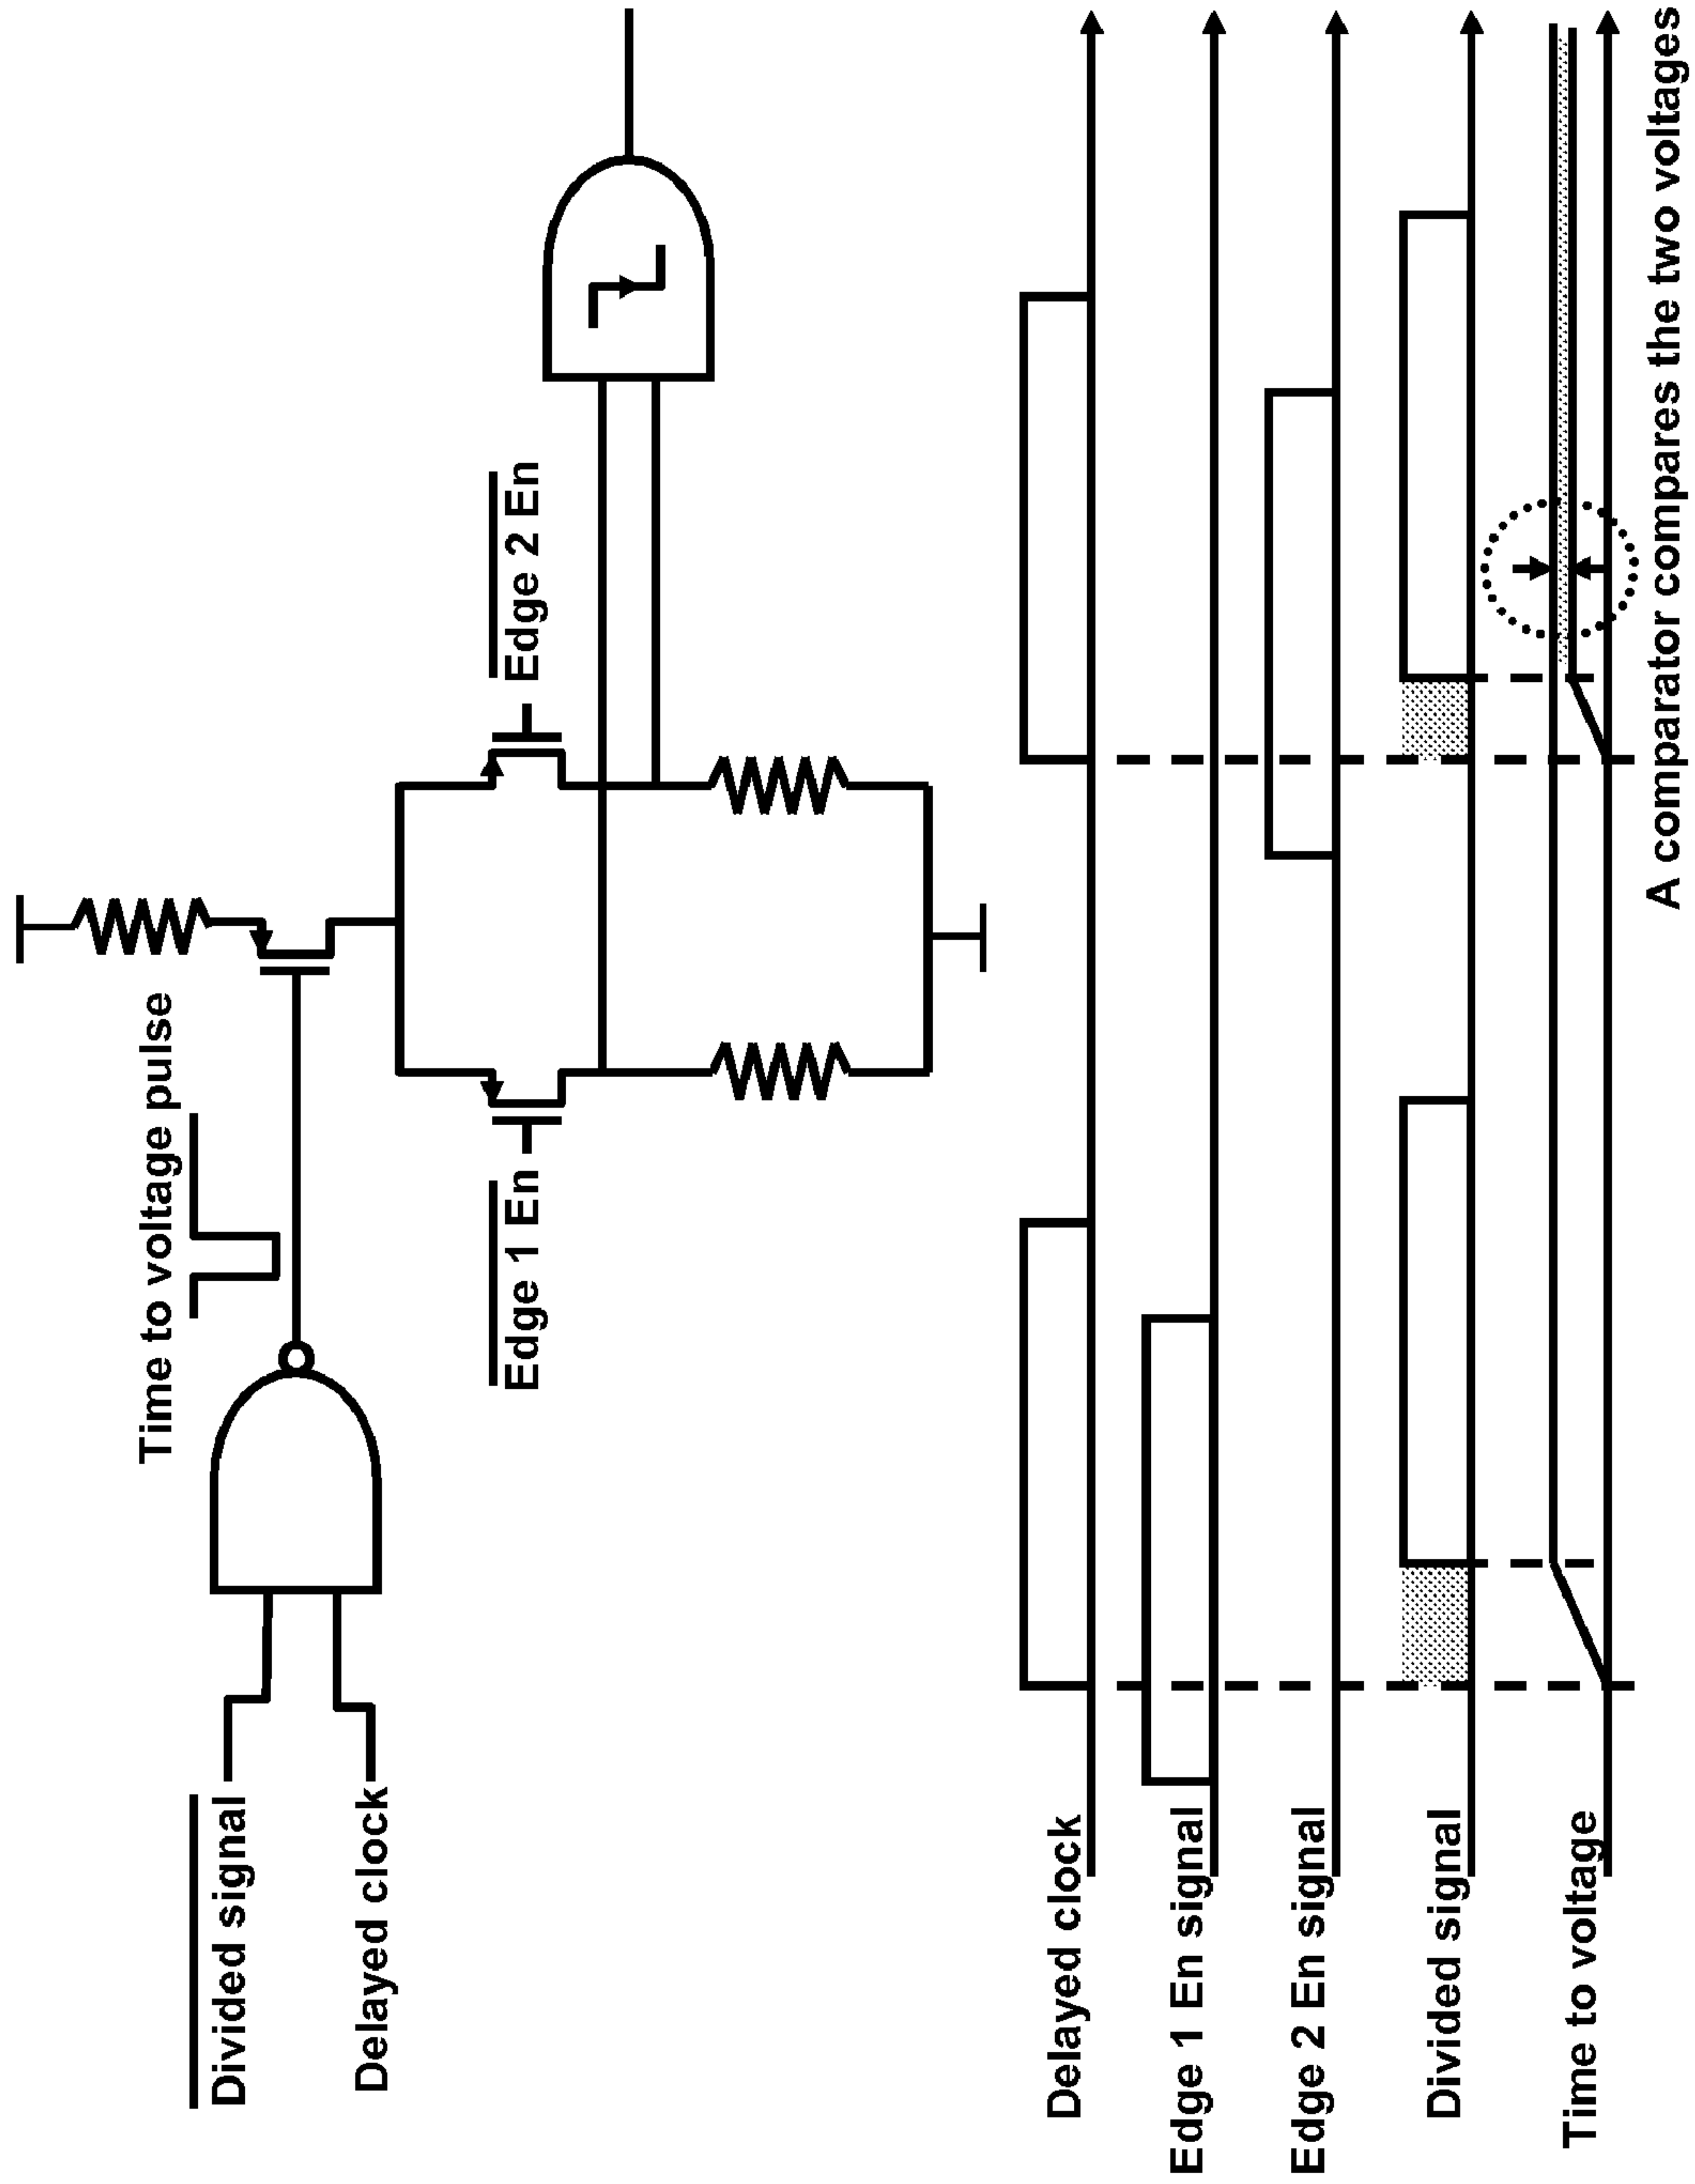 Time to voltage pulse
Divided signal
Delayed clock
Edge 1 En
Edge 2 En
Delayed clock
Edge 1 En signal
Edge 2 En signal
Divided signal
Time to voltage
A comparator compares the two voltages